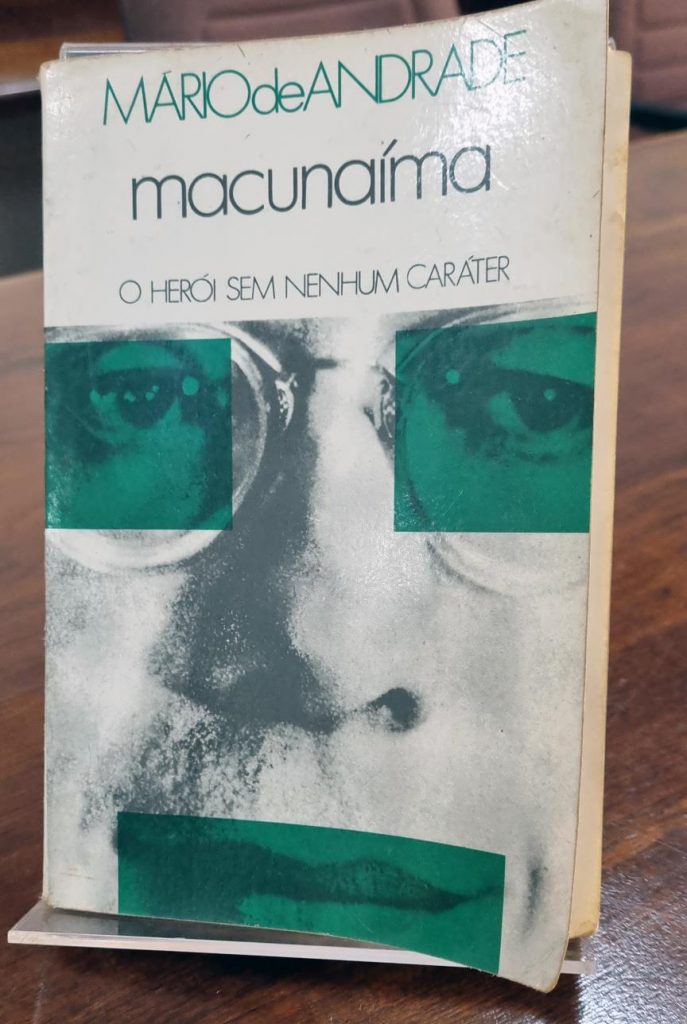 MÁRIOdeANDRADE
macunaíma
O HERÓI SEM NENHUM CARÁTER